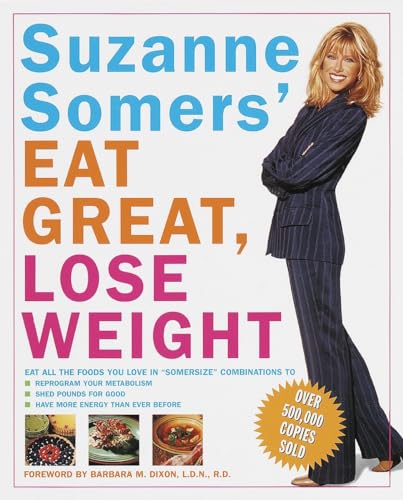 Suzanne
Somers'
EAT
GREAT,
LOSE
WEIGHT
EAT ALL THE FOODS YOU LOVE IN "SOMERSIZE" COMBINATIONS TO
REPROGRAM YOUR METABOLISM
SHED POUNDS FOR GOOD
HAVE MORE ENERGY THAN EVER BEFORE
OVER
500,000
COPIES
SOLD
FOREWORD BY BARBARA M. DIXON, L.D.N., R.D.